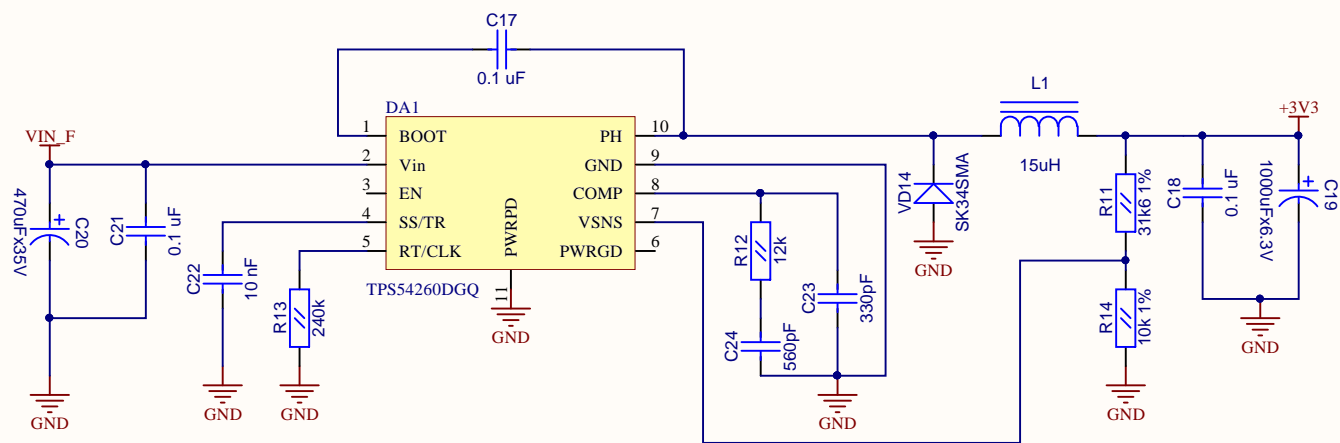 C17
0.1 uF
L1
+3V3
DA1
VIN_F
1 BOOT PH 10
2 Vin GND 9
3 EN COMP 8
4 SS/TR VSNS 7
5 RT/CLK PWRGD 6
PWRPD
11
TPS54260DGQ
GND
15uH
C20
470uFx35V
C21
0.1 uF
GND
C22
10 nF
GND
R13
240k
GND
R12
12k
C24
560pF
C23
330pF
GND
VD14
SK34SMA
GND
R11
31k6 1%
R14
10k 1%
GND
C18
0.1 uF
C19
1000uFx6.3V
GND